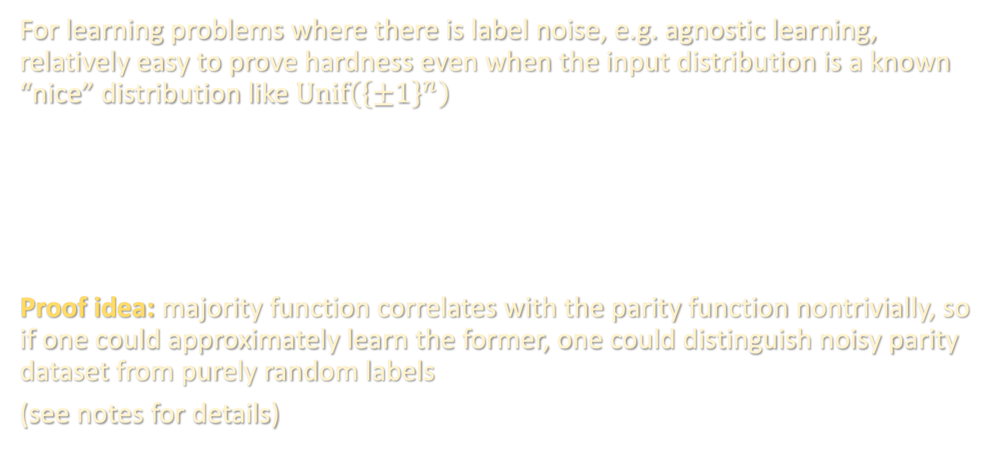 For learning problems where there is label noise, e.g. agnostic learning,
relatively easy to prove hardness even when the input distribution is a known
“nice” distribution like Unif({±1}ⁿ)
Proof idea: majority function correlates with the parity function nontrivially, so
if one could approximately learn the former, one could distinguish noisy parity
dataset from purely random labels
(see notes for details)